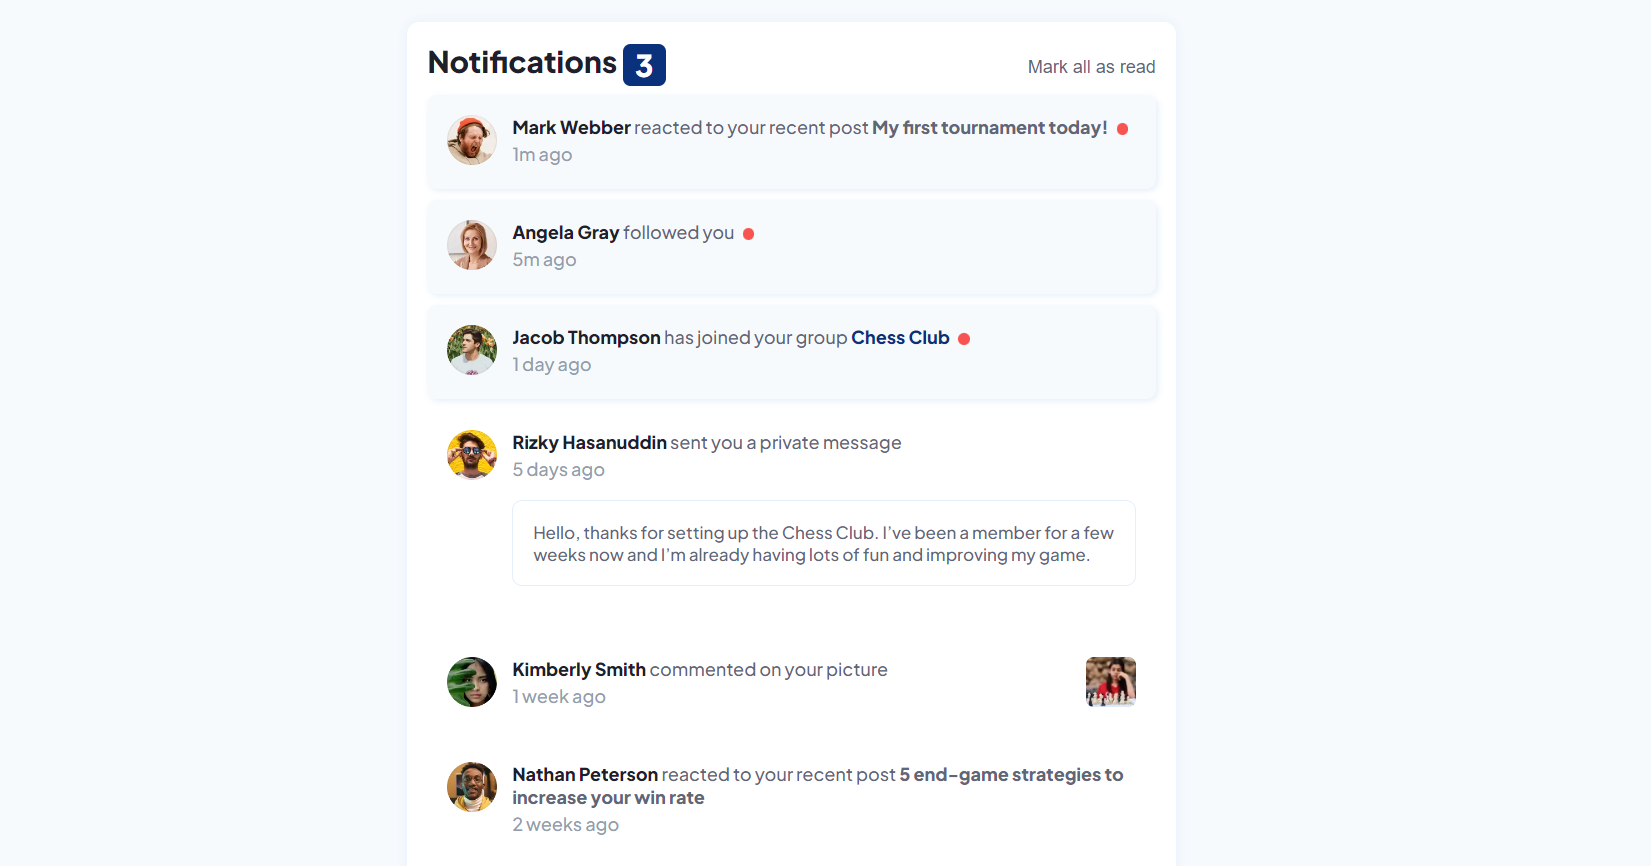 Notifications 3
Mark all as read
Mark Webber reacted to your recent post My first tournament today!
1m ago
Angela Gray followed you
5m ago
Jacob Thompson has joined your group Chess Club
1 day ago
Rizky Hasanuddin sent you a private message
5 days ago
Hello, thanks for setting up the Chess Club. I’ve been a member for a few
weeks now and I’m already having lots of fun and improving my game.
Kimberly Smith commented on your picture
1 week ago
Nathan Peterson reacted to your recent post 5 end-game strategies to
increase your win rate
2 weeks ago